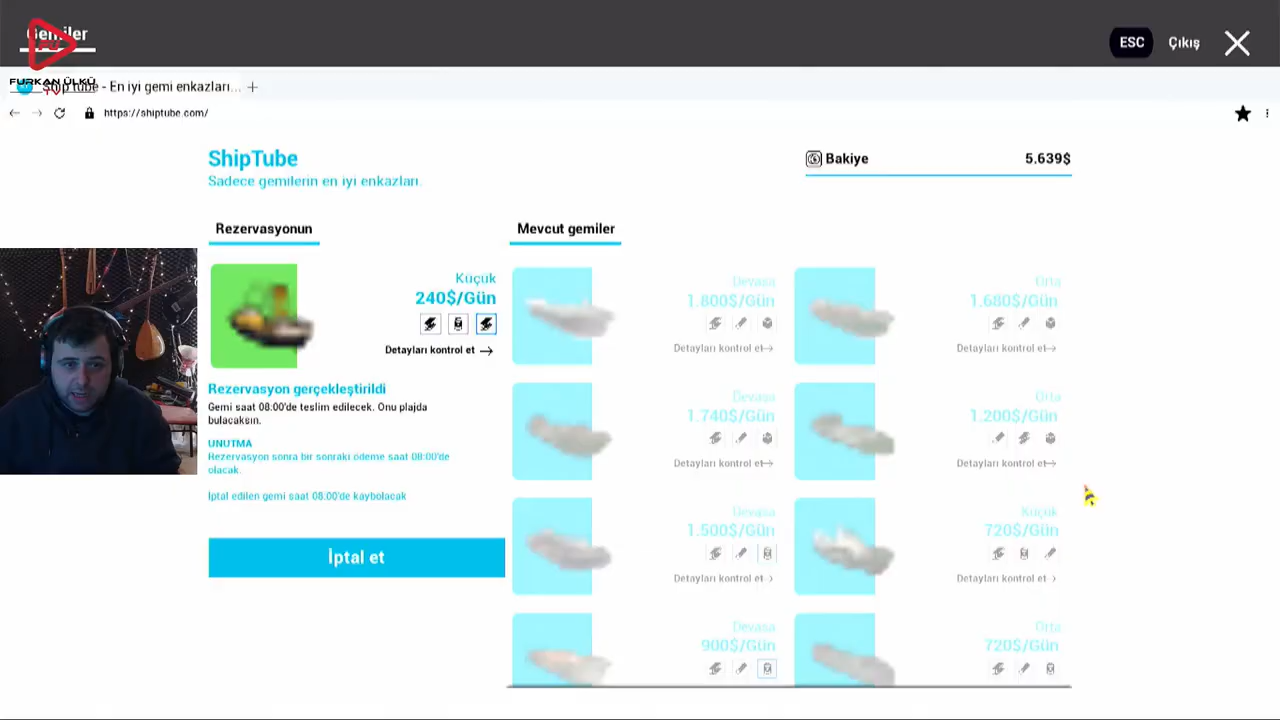 Gemiler
ESC
Çıkış
FURKAN ÜLKÜ
TV
Ship tube - En iyi gemi enkazları...
https://shiptube.com/
ShipTube
Sadece gemilerin en iyi enkazları.
Bakiye
5.639$
Rezervasyonun
Mevcut gemiler
Küçük
240$/Gün
Detayları kontrol et
Rezervasyon gerçekleştirildi
Gemi saat 08:00'de teslim edilecek. Onu plajda
bulacaksın.
UNUTMA
Rezervasyon sonra bir sonraki ödeme saat 08:00'de
olacak.
İptal edilen gemi saat 08.00'de kaybolacak
İptal et
Devasa
1.800$/Gün
Detayları kontrol et
Orta
1.680$/Gün
Detayları kontrol et
Devasa
1.740$/Gün
Detayları kontrol et
Orta
1.200$/Gün
Detayları kontrol et
Devasa
1.500$/Gün
Detayları kontrol et
Küçük
720$/Gün
Detayları kontrol et
Devasa
900$/Gün
Orta
720$/Gün